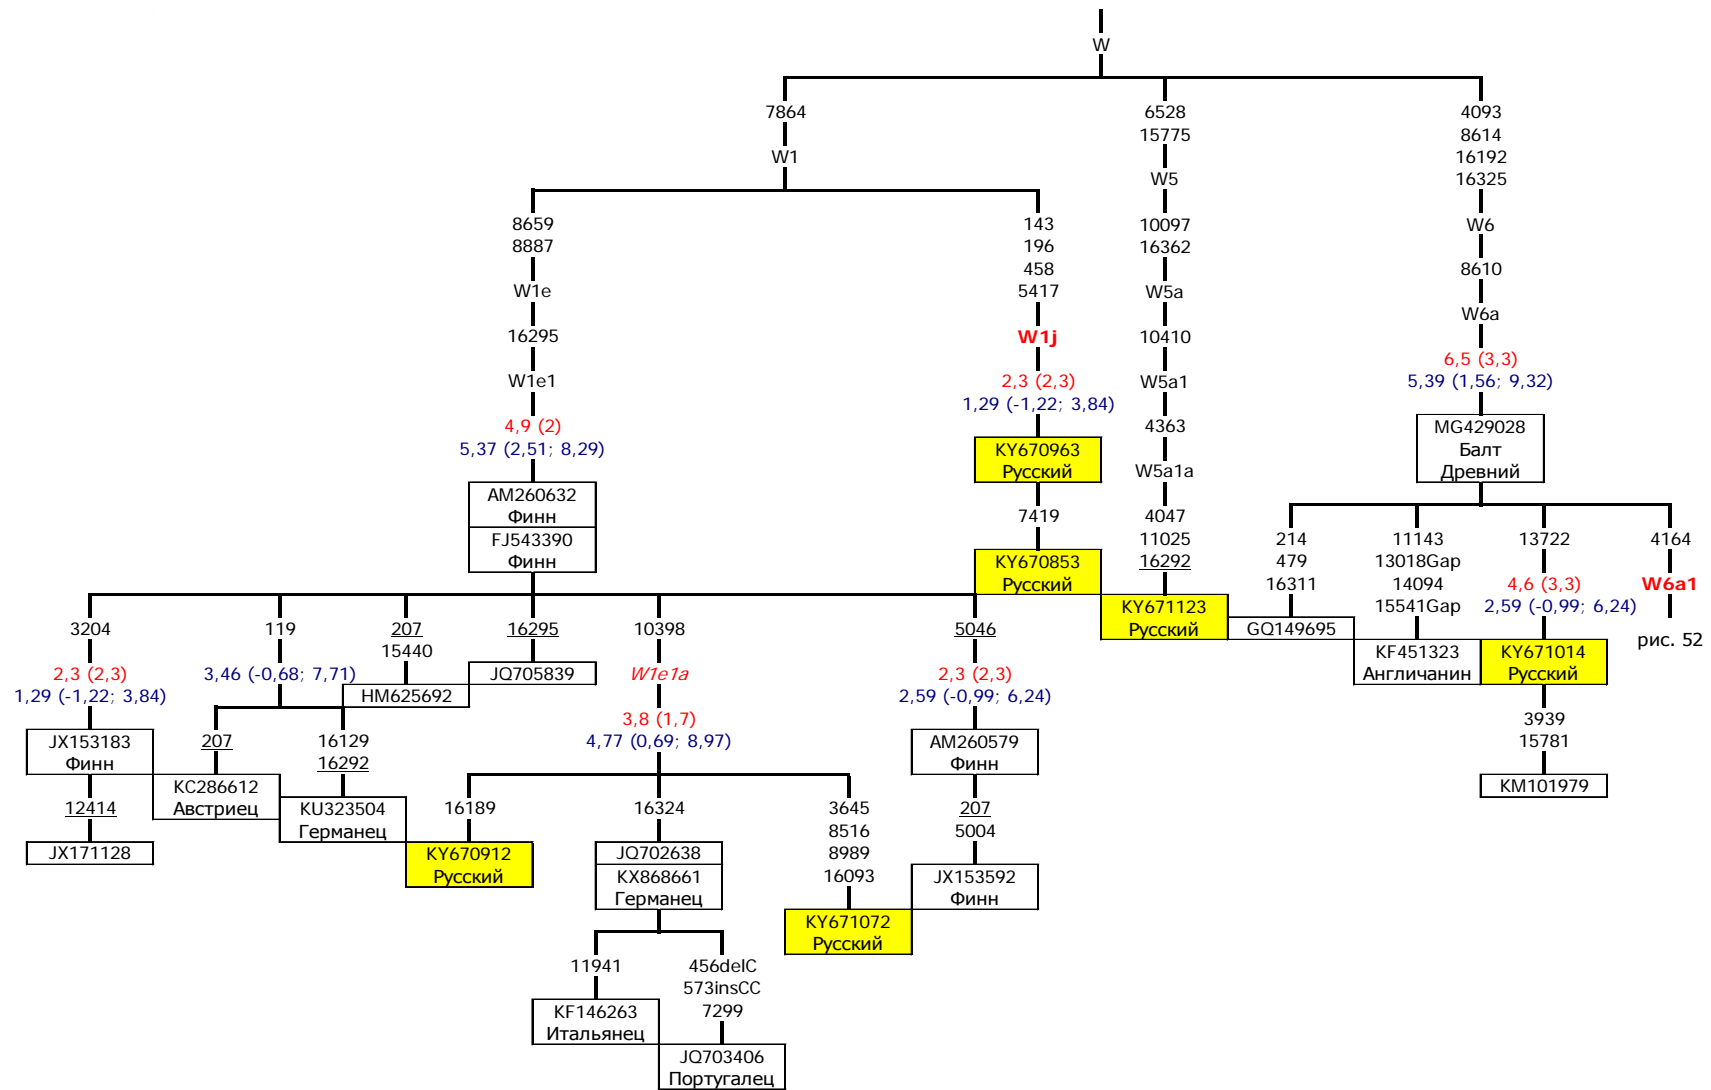 W
7864
W1
8659
8887
W1e
16295
W1e1
4,9 (2)
5,37 (2,51; 8,29)
AM260632
Финн
FJ543390
Финн
3204
2,3 (2,3)
1,29 (-1,22; 3,84)
JX153183
Финн
12414
JX171128
119
3,46 (-0,68; 7,71)
207
KC286612
Австриец
16129
16292
KU323504
Германец
207
15440
HM625692
16295
JQ705839
10398
W1e1a
3,8 (1,7)
4,77 (0,69; 8,97)
16189
KY670912
Русский
16324
JQ702638
KX868661
Германец
11941
KF146263
Итальянец
456delC
573insCC
7299
JQ703406
Португалец
3645
8516
8989
16093
KY671072
Русский
5046
2,3 (2,3)
2,59 (-0,99; 6,24)
AM260579
Финн
207
5004
JX153592
Финн
143
196
458
5417
W1j
2,3 (2,3)
1,29 (-1,22; 3,84)
KY670963
Русский
7419
KY670853
Русский
6528
15775
W5
10097
16362
W5a
10410
W5a1
4363
W5a1a
4047
11025
16292
KY671123
Русский
4093
8614
16192
16325
W6
8610
W6a
6,5 (3,3)
5,39 (1,56; 9,32)
MG429028
Балт
Древний
214
479
16311
GQ149695
11143
13018Gap
14094
15541Gap
KF451323
Англичанин
13722
4,6 (3,3)
2,59 (-0,99; 6,24)
KY671014
Русский
3939
15781
KM101979
4164
W6a1
рис. 52